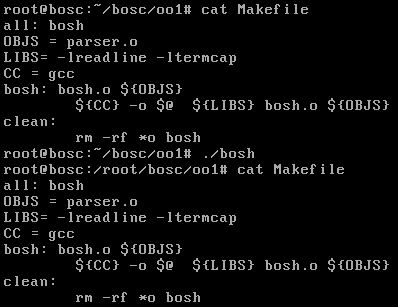 root@bosc:~/bosc/oo1# cat Makefile
all: bosh
OBJS = parser.o
LIBS= -lreadline -ltermcap
CC = gcc
bosh: bosh.o ${OBJS}
        ${CC} -o $@  ${LIBS} bosh.o ${OBJS}
clean:
        rm -rf *o bosh
root@bosc:~/bosc/oo1# ./bosh
root@bosc:/root/bosc/oo1# cat Makefile
all: bosh
OBJS = parser.o
LIBS= -lreadline -ltermcap
CC = gcc
bosh: bosh.o ${OBJS}
        ${CC} -o $@  ${LIBS} bosh.o ${OBJS}
clean:
        rm -rf *o bosh